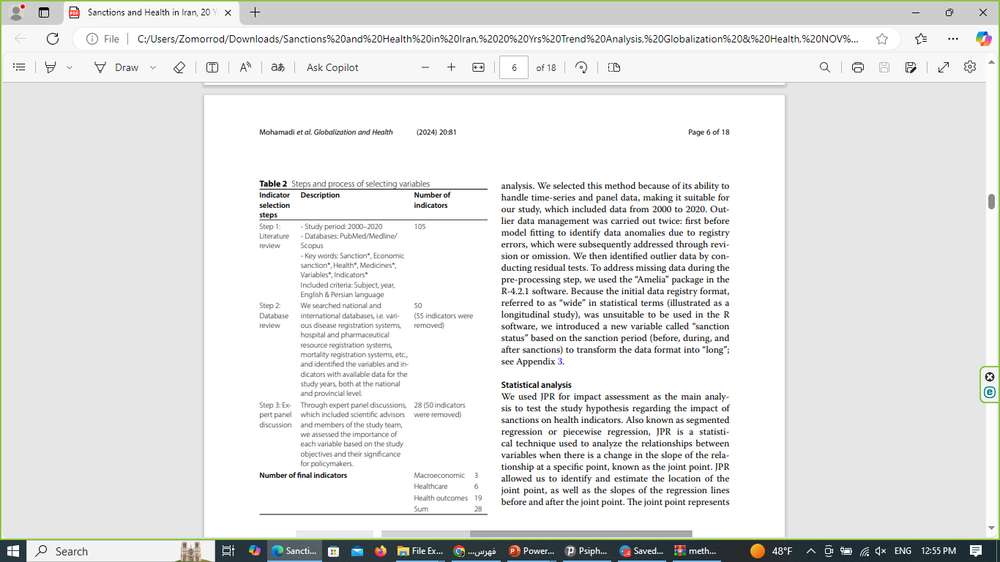 Sanctions and Health in Iran, 20 Y
File
C:/Users/Zomorrod/Downloads/Sanctions%20and%20Health%20in%20Iran,%2020%20Yrs%20Trend%20Analysis,%20Globalization%20&%20Health,%20NOV%...
Draw
Ask Copilot
6
of 18
Mohamadi et al. Globalization and Health (2024) 20:81
Page 6 of 18
Table 2 Steps and process of selecting variables
Indicator selection steps
Description
Number of indicators
Step 1:
Literature
review
- Study period: 2000–2020
- Databases: PubMed/Medline/
Scopus
- Key words: Sanction*, Economic
sanction*, Health*, Medicines*,
Variables*, Indicators*
Included criteria: Subject, year,
English & Persian language
105
Step 2:
Database
review
We searched national and
international databases, i.e. vari-
ous disease registration systems,
hospital and pharmaceutical
resource registration systems,
mortality registration systems, etc.,
and identified the variables and in-
dicators with available data for the
study years, both at the national
and provincial level.
50
(55 indicators were
removed)
Step 3: Ex-
pert panel
discussion
Through expert panel discussions,
which included scientific advisors
and members of the study team,
we assessed the importance of
each variable based on the study
objectives and their significance
for policymakers.
28 (50 indicators
were removed)
Number of final indicators
Macroeconomic 3
Healthcare 6
Health outcomes 19
Sum 28
analysis. We selected this method because of its ability to
handle time-series and panel data, making it suitable for
our study, which included data from 2000 to 2020. Out-
lier data management was carried out twice: first before
model fitting to identify data anomalies due to registry
errors, which were subsequently addressed through revi-
sion or omission. We then identified outlier data by con-
ducting residual tests. To address missing data during the
pre-processing step, we used the “Amelia” package in the
R-4.2.1 software. Because the initial data registry format,
referred to as “wide” in statistical terms (illustrated as a
longitudinal study), was unsuitable to be used in the R
software, we introduced a new variable called “sanction
status” based on the sanction period (before, during, and
after sanctions) to transform the data format into “long”;
see Appendix 3.
Statistical analysis
We used JPR for impact assessment as the main analy-
sis to test the study hypothesis regarding the impact of
sanctions on health indicators. Also known as segmented
regression or piecewise regression, JPR is a statisti-
cal technique used to analyze the relationships between
variables when there is a change in the slope of the rela-
tionship at a specific point, known as the joint point. JPR
allowed us to identify and estimate the location of the
joint point, as well as the slopes of the regression lines
before and after the joint point. The joint point represents
Search
Sancti...
File Ex...
فهرس...
Power...
Psiph...
Saved...
meth...
48°F
ENG
12:55 PM